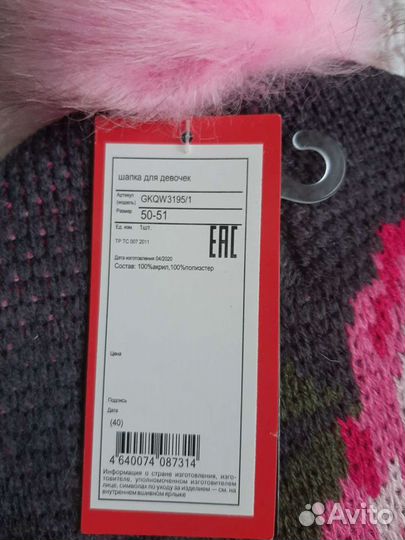 шапка для девочек
Артикул (модель) GKQW3195/1
Размер: 50-51
Ед. изм. 1шт.
ТР ТС 007 2011
EAC
Дата изготовления 04/2020
Состав: 100%акрил,100%полиэстер
Цена
Подпись
Дата
(40)
4 640074 087314
Информация о стране изготовления, изго-
товителе, уполномоченном изготовителем
лице, символах по уходу за изделием — см. на
внутреннем вшивном ярлыке
Avito